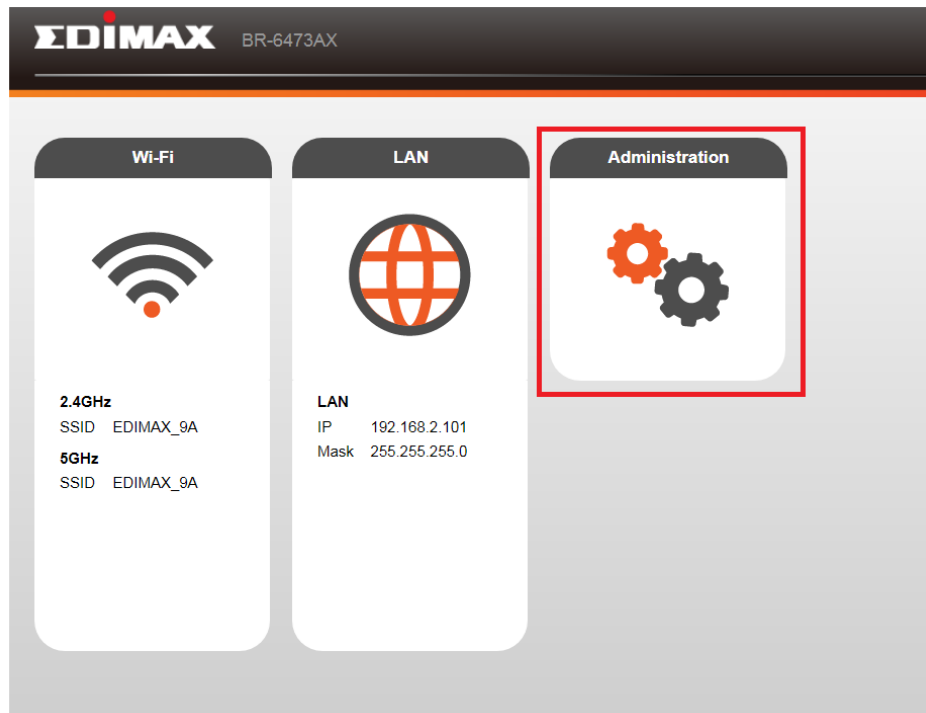 EDIMAX BR-6473AX
Wi-Fi
2.4GHz
SSID EDIMAX_9A
5GHz
SSID EDIMAX_9A
LAN
LAN
IP 192.168.2.101
Mask 255.255.255.0
Administration